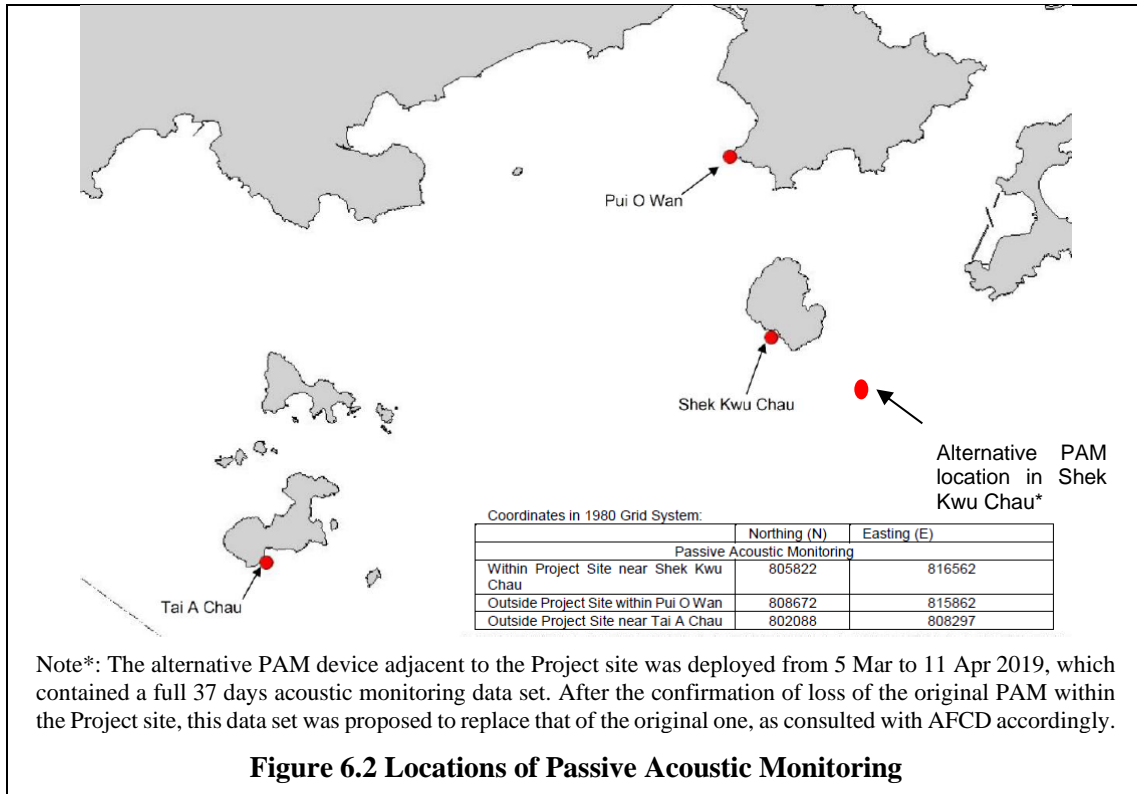 Pui O Wan
Shek Kwu Chau
Alternative PAM
location in Shek
Kwu Chau*
Tai A Chau
Coordinates in 1980 Grid System:
Northing (N) Easting (E)
Passive Acoustic Monitoring
Within Project Site near Shek Kwu
Chau 805822 816562
Outside Project Site within Pui O Wan 808672 815862
Outside Project Site near Tai A Chau 802088 808297
Note*: The alternative PAM device adjacent to the Project site was deployed from 5 Mar to 11 Apr 2019, which
contained a full 37 days acoustic monitoring data set. After the confirmation of loss of the original PAM within
the Project site, this data set was proposed to replace that of the original one, as consulted with AFCD accordingly.
Figure 6.2 Locations of Passive Acoustic Monitoring